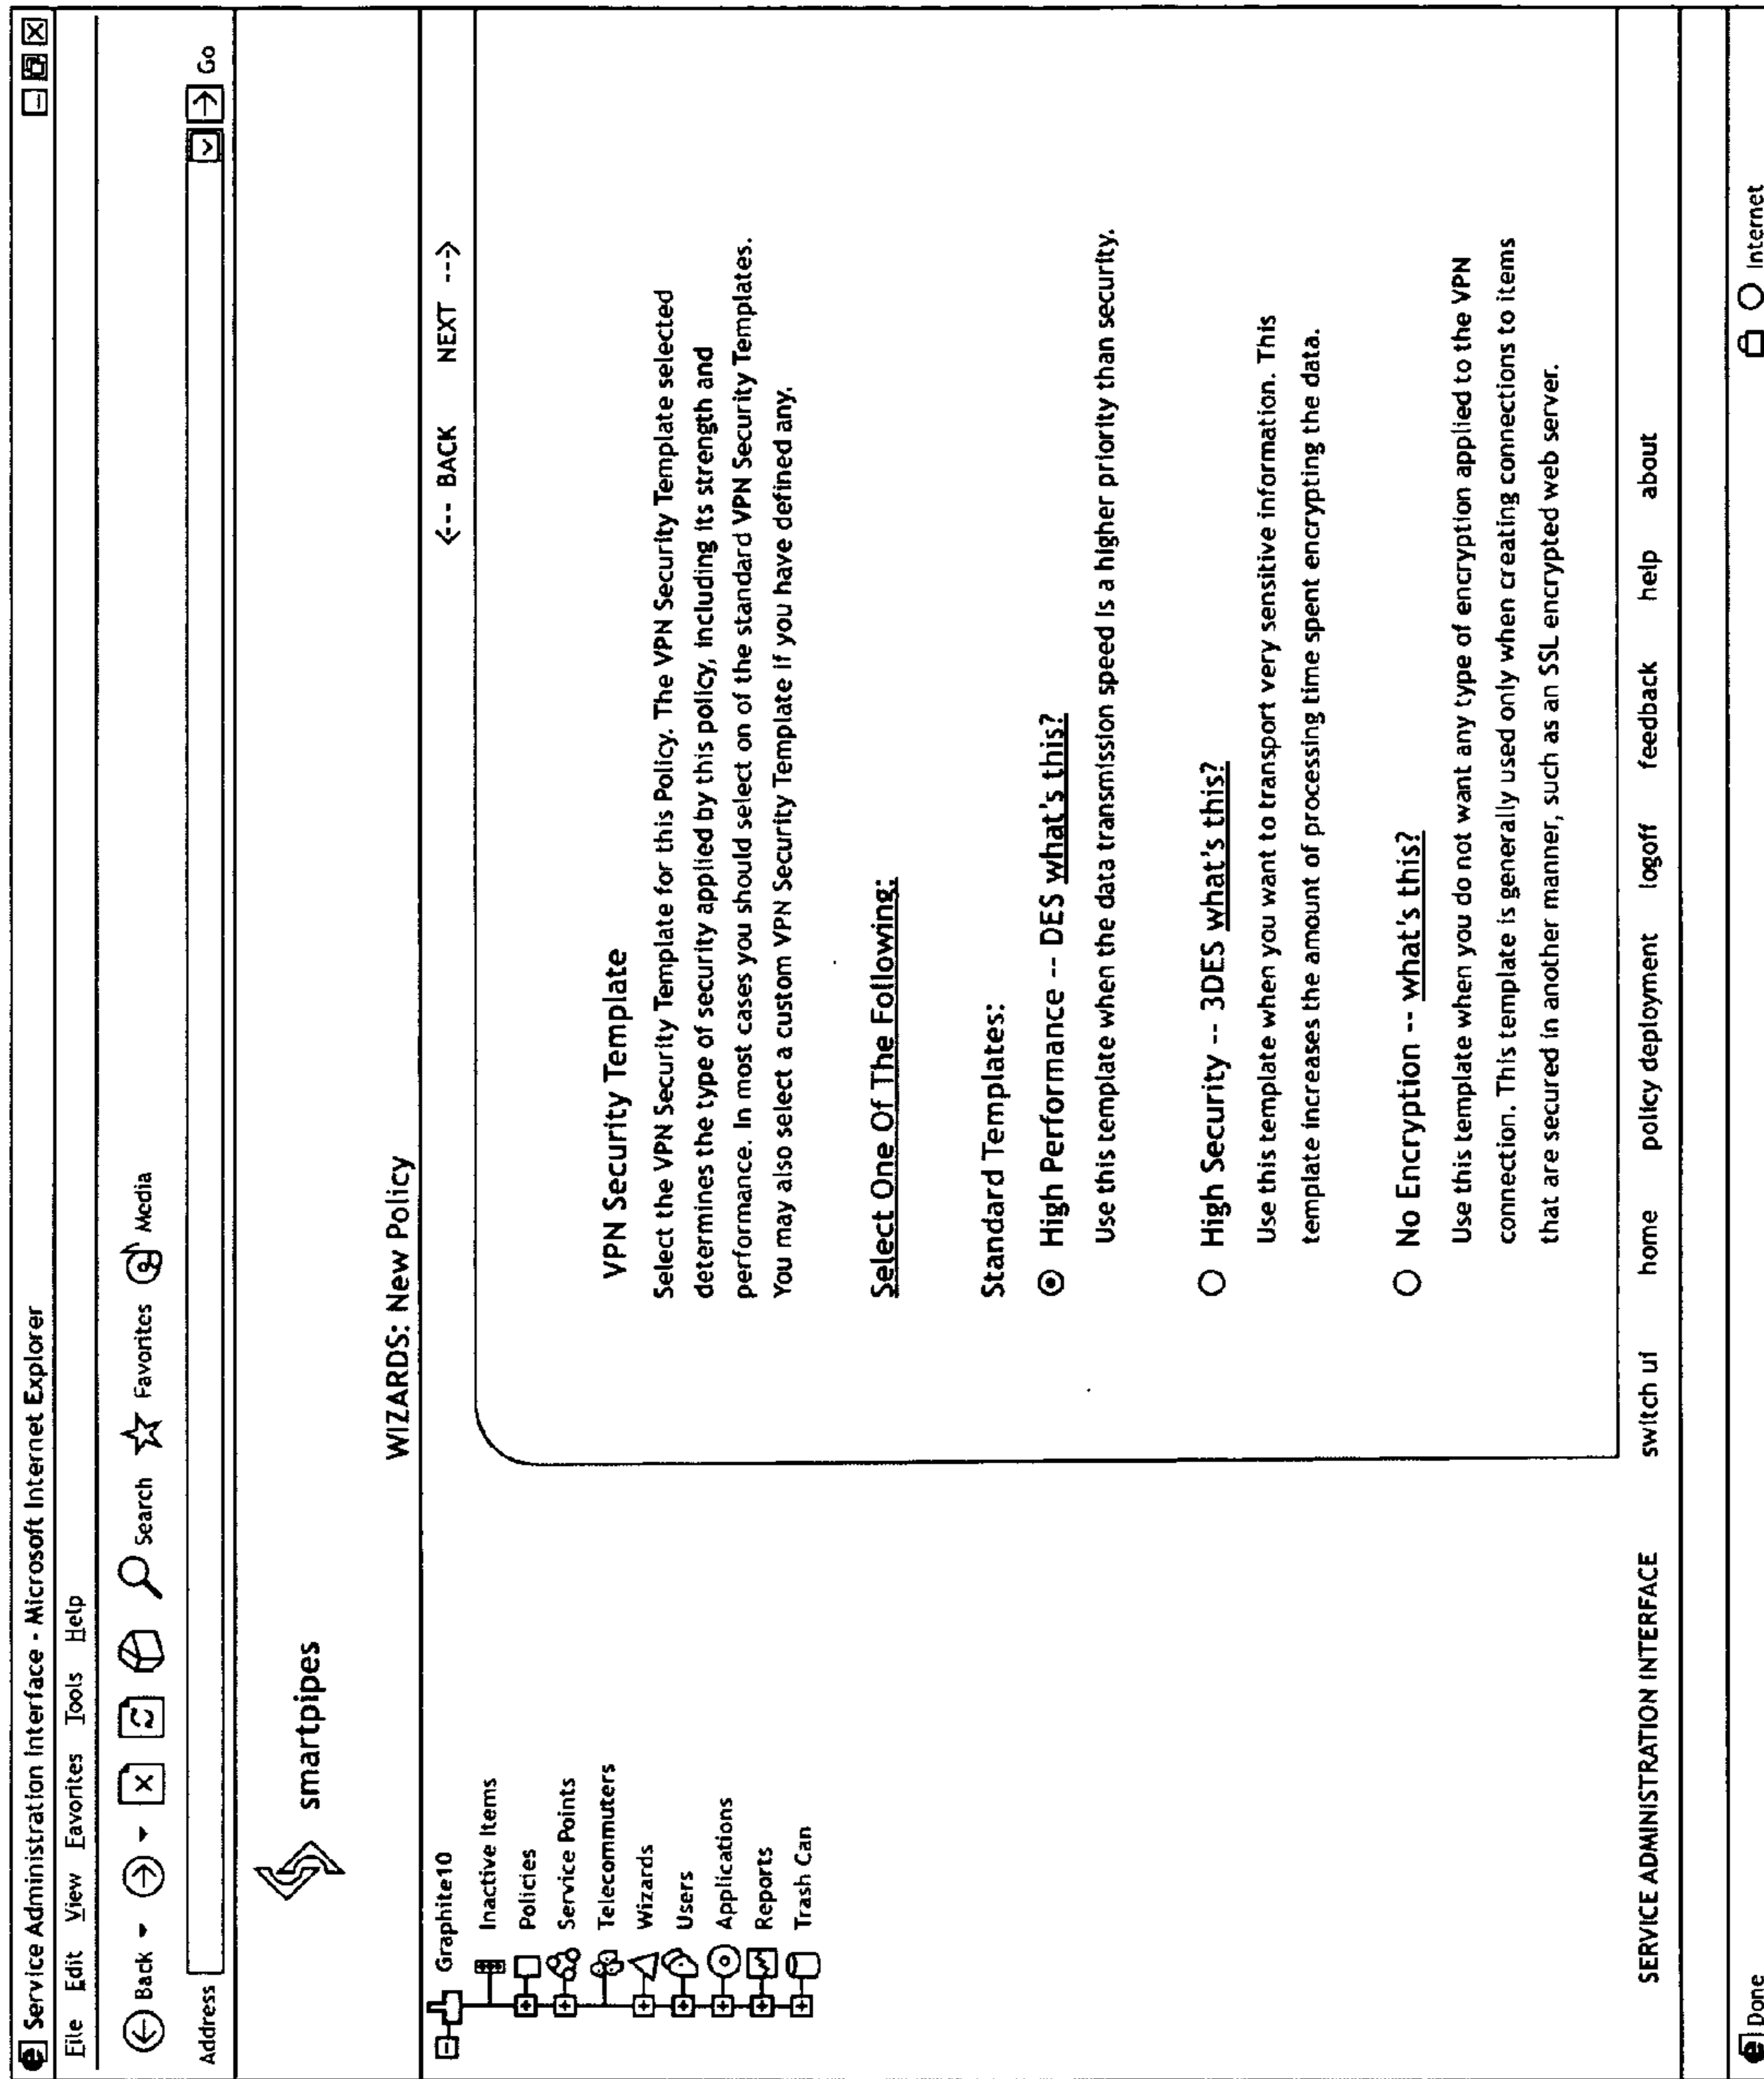 Service Administration Interface - Microsoft Internet Explorer
File Edit View Favorites Tools Help
Back Search Favorites Media
Address Go
smartpipes
WIZARDS: New Policy
<--- BACK NEXT --->
Graphite10
Inactive Items
Policies
Service Points
Telecommuters
Wizards
Users
Applications
Reports
Trash Can
VPN Security Template
Select the VPN Security Template for this Policy. The VPN Security Template selected
determines the type of security applied by this policy, including its strength and
performance. In most cases you should select on of the standard VPN Security Templates.
You may also select a custom VPN Security Template if you have defined any.
Select One Of The Following:
Standard Templates:
High Performance -- DES what's this?
Use this template when the data transmission speed is a higher priority than security.
High Security -- 3DES what's this?
Use this template when you want to transport very sensitive information. This
template increases the amount of processing time spent encrypting the data.
No Encryption -- what's this?
Use this template when you do not want any type of encryption applied to the VPN
connection. This template is generally used only when creating connections to items
that are secured in another manner, such as an SSL encrypted web server.
SERVICE ADMINISTRATION INTERFACE
switch ui home policy deployment logoff feedback help about
Done Internet